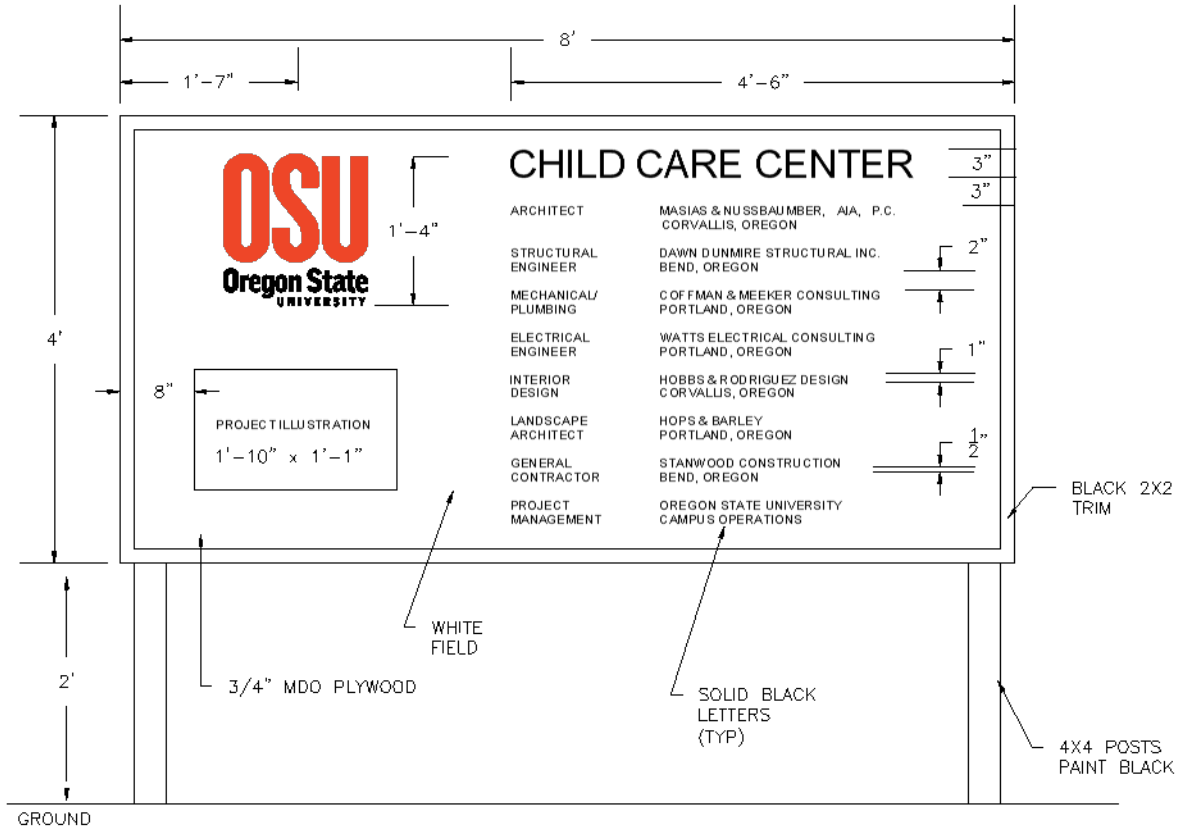 8'
1'-7"
4'-6"
OSU
Oregon State
UNIVERSITY
1'-4"
CHILD CARE CENTER
3"
3"
ARCHITECT
MASIAS & NUSSBAUMBER, AIA, P.C.
CORVALLIS, OREGON
STRUCTURAL
ENGINEER
DAWN DUNMIRE STRUCTURAL INC.
BEND, OREGON
2"
MECHANICAL/
PLUMBING
COFFMAN & MEEKER CONSULTING
PORTLAND, OREGON
4'
ELECTRICAL
ENGINEER
WATTS ELECTRICAL CONSULTING
PORTLAND, OREGON
1"
8"
INTERIOR
DESIGN
HOBBS & RODRIGUEZ DESIGN
CORVALLIS, OREGON
PROJECT ILLUSTRATION
1'-10" x 1'-1"
LANDSCAPE
ARCHITECT
HOPS & BARLEY
PORTLAND, OREGON
1/2"
GENERAL
CONTRACTOR
STANWOOD CONSTRUCTION
BEND, OREGON
PROJECT
MANAGEMENT
OREGON STATE UNIVERSITY
CAMPUS OPERATIONS
BLACK 2X2
TRIM
WHITE
FIELD
2'
3/4" MDO PLYWOOD
SOLID BLACK
LETTERS
(TYP)
4X4 POSTS
PAINT BLACK
GROUND